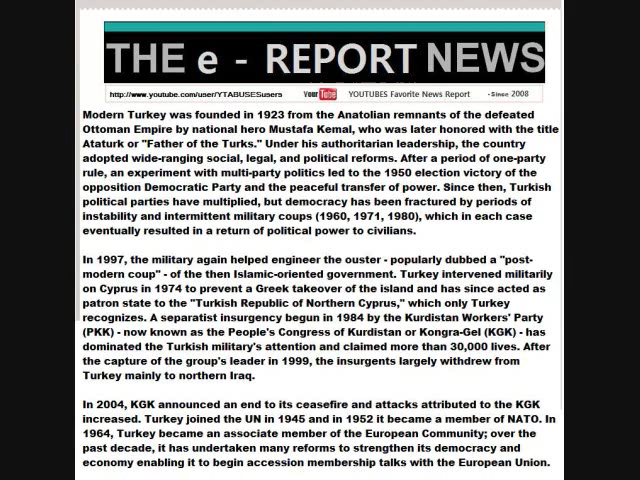 THE e - REPORT NEWS
http://www.youtube.com/user/YTABUSESusers YouTube YOUTUBES Favorite News Report - Since 2008
Modern Turkey was founded in 1923 from the Anatolian remnants of the defeated
Ottoman Empire by national hero Mustafa Kemal, who was later honored with the title
Ataturk or "Father of the Turks." Under his authoritarian leadership, the country
adopted wide-ranging social, legal, and political reforms. After a period of one-party
rule, an experiment with multi-party politics led to the 1950 election victory of the
opposition Democratic Party and the peaceful transfer of power. Since then, Turkish
political parties have multiplied, but democracy has been fractured by periods of
instability and intermittent military coups (1960, 1971, 1980), which in each case
eventually resulted in a return of political power to civilians.
In 1997, the military again helped engineer the ouster - popularly dubbed a "post-
modern coup" - of the then Islamic-oriented government. Turkey intervened militarily
on Cyprus in 1974 to prevent a Greek takeover of the island and has since acted as
patron state to the "Turkish Republic of Northern Cyprus," which only Turkey
recognizes. A separatist insurgency begun in 1984 by the Kurdistan Workers' Party
(PKK) - now known as the People's Congress of Kurdistan or Kongra-Gel (KGK) - has
dominated the Turkish military's attention and claimed more than 30,000 lives. After
the capture of the group's leader in 1999, the insurgents largely withdrew from
Turkey mainly to northern Iraq.
In 2004, KGK announced an end to its ceasefire and attacks attributed to the KGK
increased. Turkey joined the UN in 1945 and in 1952 it became a member of NATO. In
1964, Turkey became an associate member of the European Community; over the
past decade, it has undertaken many reforms to strengthen its democracy and
economy enabling it to begin accession membership talks with the European Union.